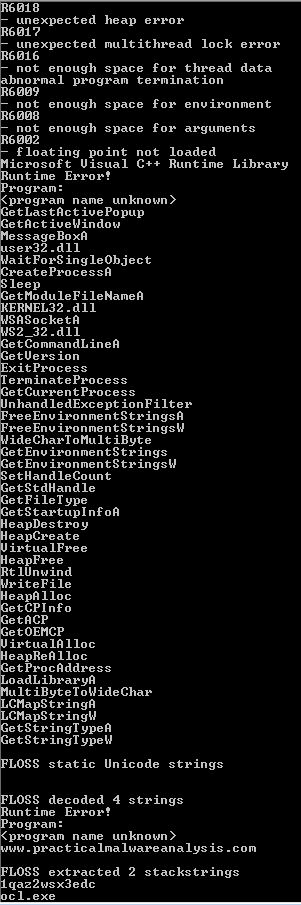 R6018
- unexpected heap error
R6017
- unexpected multithread lock error
R6016
- not enough space for thread data
abnormal program termination
R6009
- not enough space for environment
R6008
- not enough space for arguments
R6002
- floating point not loaded
Microsoft Visual C++ Runtime Library
Runtime Error!
Program:
<program name unknown>
GetLastActivePopup
GetActiveWindow
MessageBoxA
user32.dll
WaitForSingleObject
CreateProcessA
Sleep
GetModuleFileNameA
KERNEL32.dll
WSASocketA
WS2_32.dll
GetCommandLineA
GetVersion
ExitProcess
TerminateProcess
GetCurrentProcess
UnhandledExceptionFilter
FreeEnvironmentStringsA
FreeEnvironmentStringsW
WideCharToMultiByte
GetEnvironmentStrings
GetEnvironmentStringsW
SetHandleCount
GetStdHandle
GetFileType
GetStartupInfoA
HeapDestroy
HeapCreate
VirtualFree
HeapFree
RtlUnwind
WriteFile
HeapAlloc
GetCPInfo
GetACP
GetOEMCP
VirtualAlloc
HeapReAlloc
GetProcAddress
LoadLibraryA
MultiByteToWideChar
LCMapStringA
LCMapStringW
GetStringTypeA
GetStringTypeW
FLOSS static Unicode strings
FLOSS decoded 4 strings
Runtime Error!
Program:
<program name unknown>
www.practicalmalwareanalysis.com
FLOSS extracted 2 stackstrings
1qaz2wsx3edc
ocl.exe